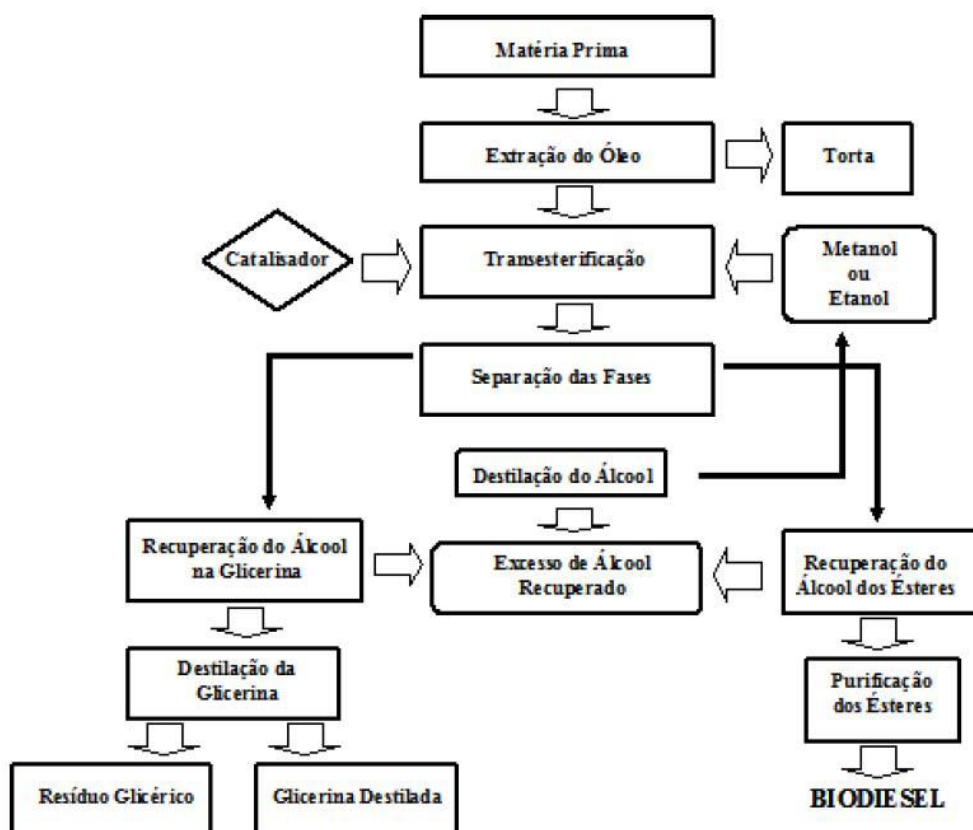 Matéria Prima
Extração do Óleo
Torta
Catalisador
Transesterificação
Metanol
ou
Etanol
Separação das Fases
Destilação do Álcool
Recuperação do Álcool
na Glicerina
Excesso de Álcool
Recuperado
Recuperação do
Álcool dos Ésteres
Destilação da
Glicerina
Purificação
dos Ésteres
Resíduo Glicérico
Glicerina Destilada
BIODIESEL